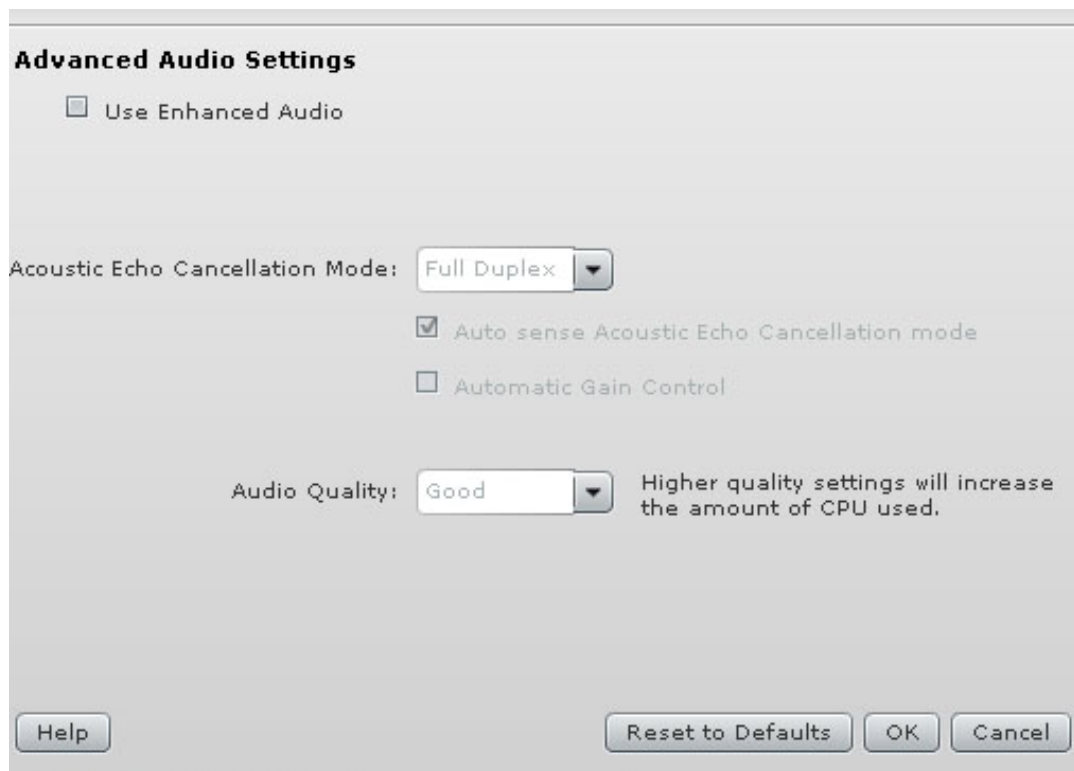 Advanced Audio Settings
Use Enhanced Audio
Acoustic Echo Cancellation Mode: Full Duplex
Auto sense Acoustic Echo Cancellation mode
Automatic Gain Control
Audio Quality: Good
Higher quality settings will increase
the amount of CPU used.
Help Reset to Defaults OK Cancel